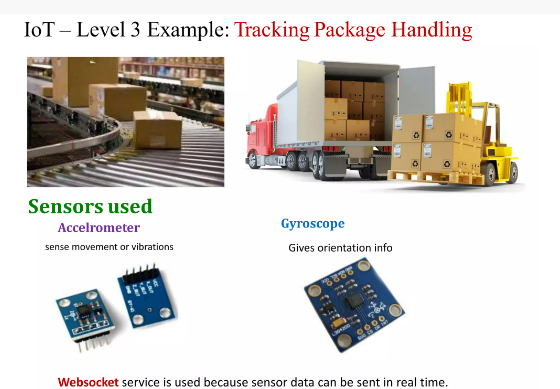 IoT – Level 3 Example: Tracking Package Handling
Sensors used
Accelrometer
sense movement or vibrations
Gyroscope
Gives orientation info
Websocket service is used because sensor data can be sent in real time.